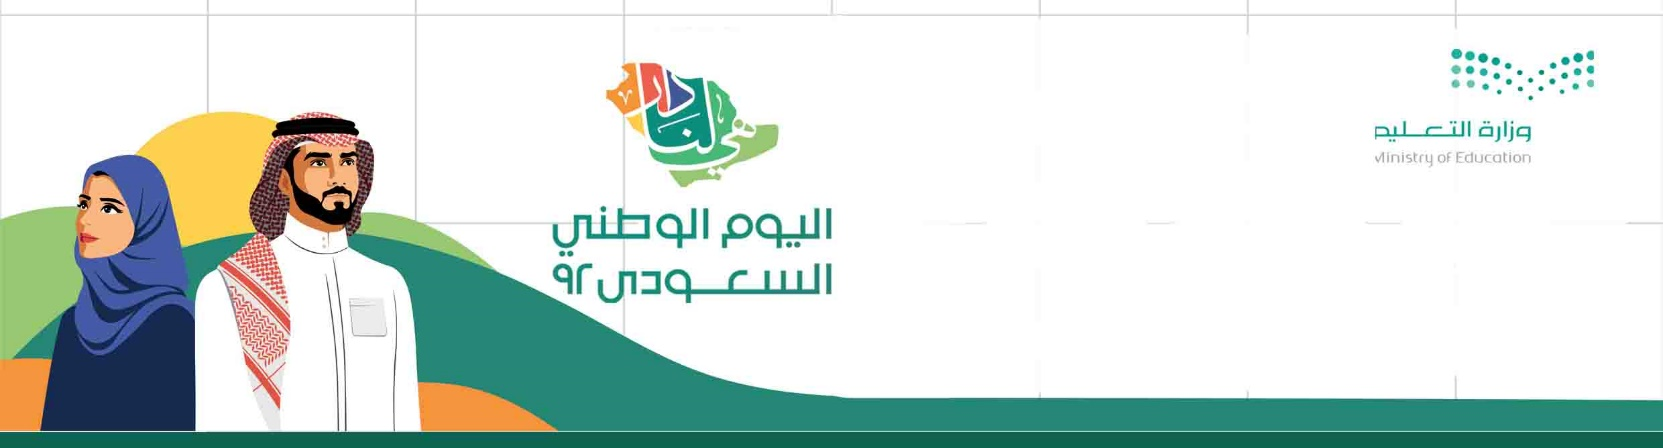 وزارة التعليم
Ministry of Education
هي لنا دار
اليوم الوطني
السعودي ٩٢